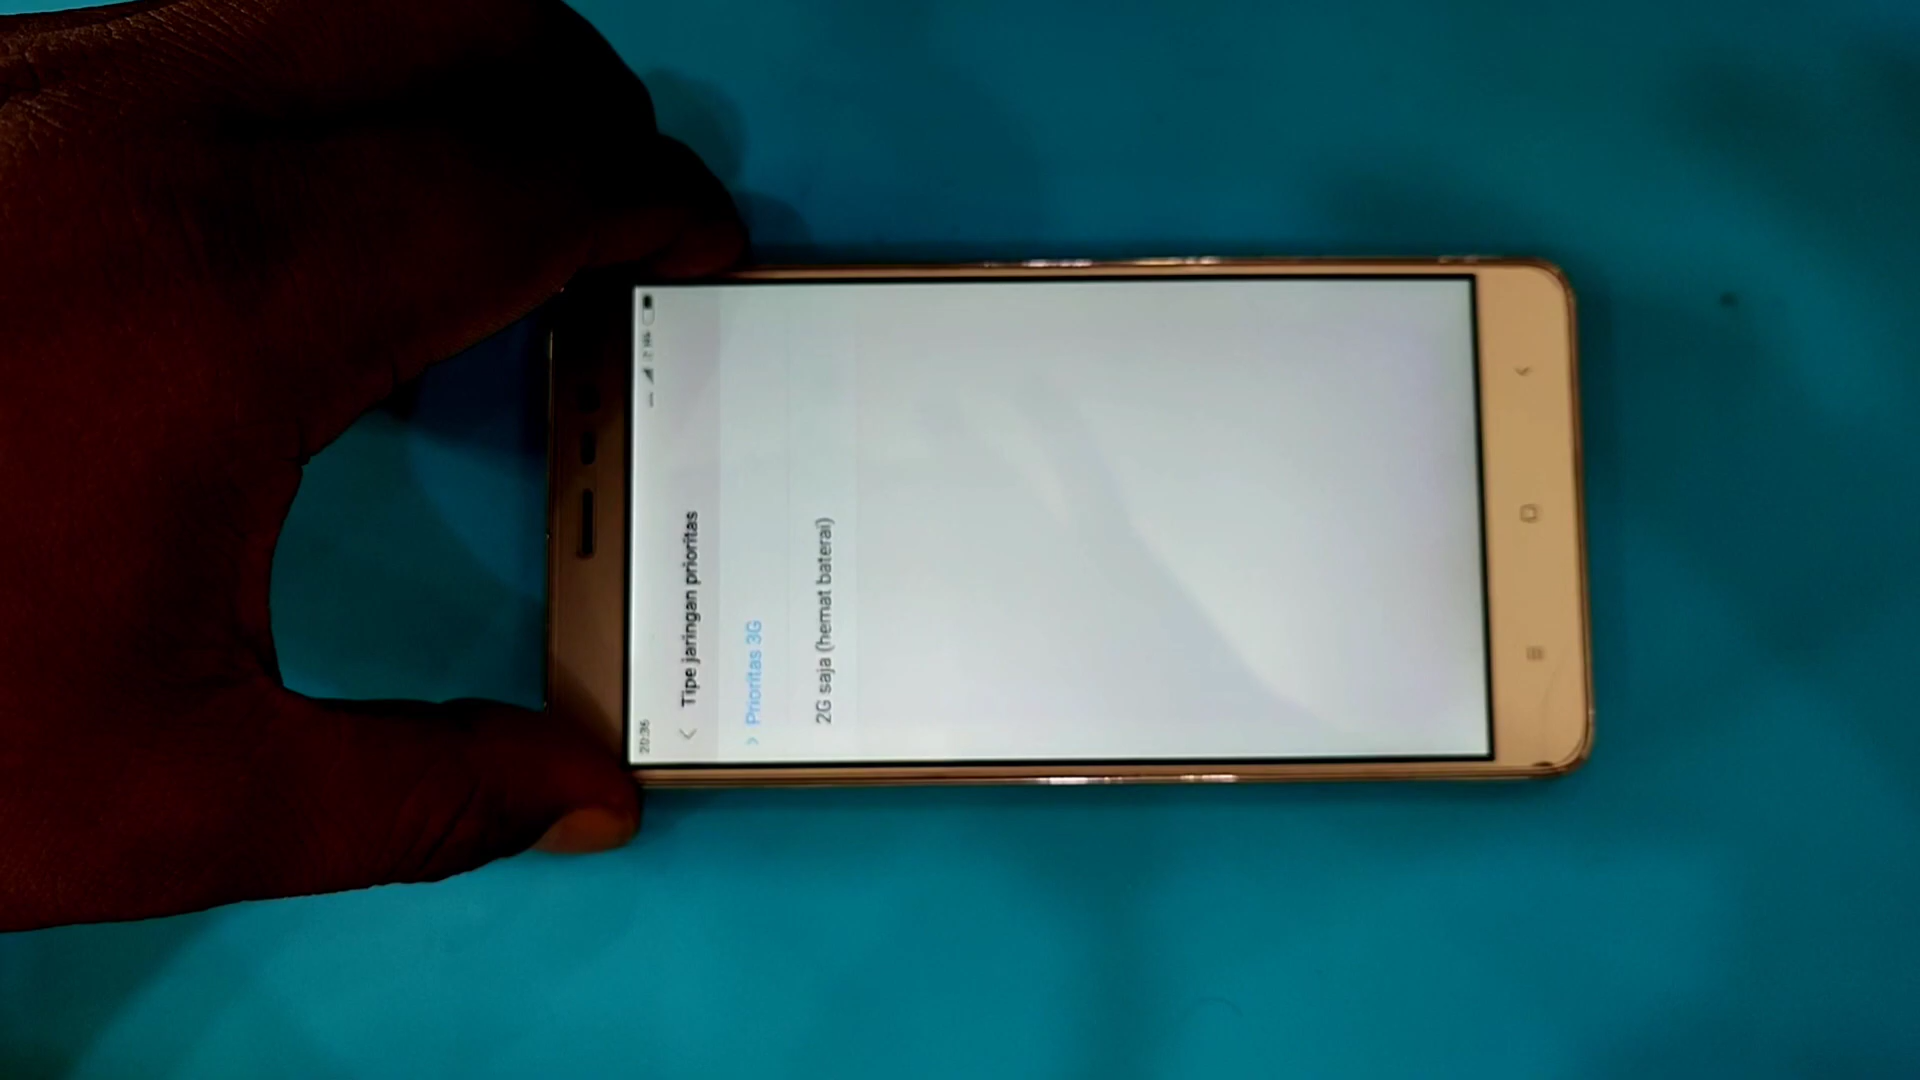 20:36
Tipe jaringan prioritas
Prioritas 3G
2G saja (hemat baterai)